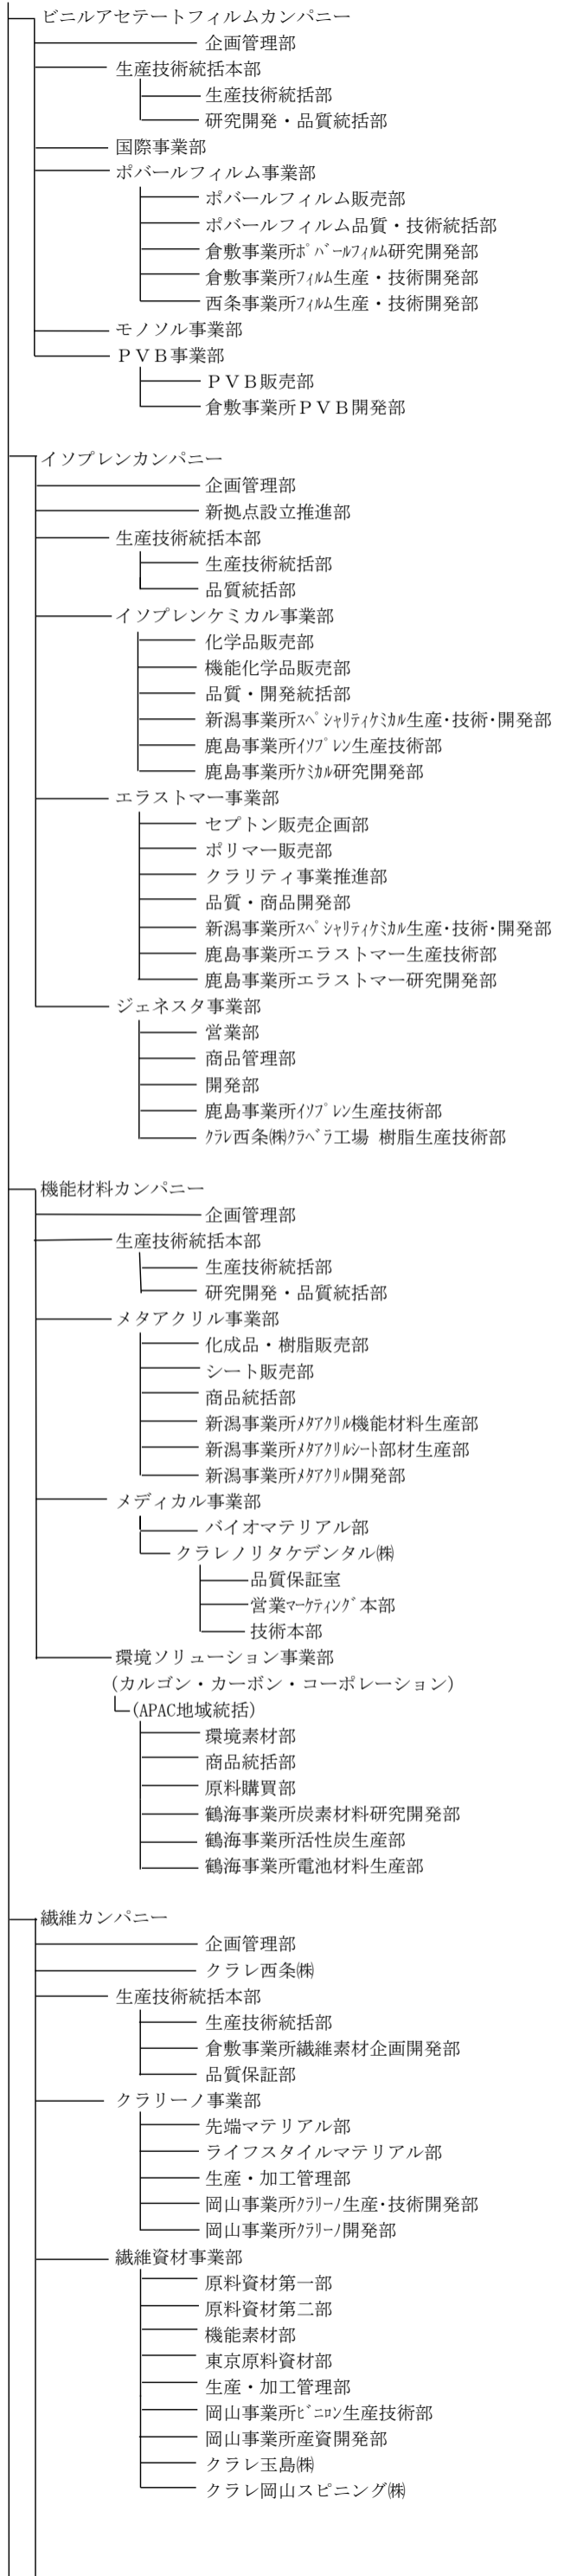 ビニルアセテートフィルムカンパニー
企画管理部
生産技術統括本部
生産技術統括部
研究開発・品質統括部
国際事業部
ポバールフィルム事業部
ポバールフィルム販売部
ポバールフィルム品質・技術統括部
倉敷事業所ﾎﾟﾊﾞｰﾙﾌｨﾙﾑ研究開発部
倉敷事業所ﾌｨﾙﾑ生産・技術開発部
西条事業所ﾌｨﾙﾑ生産・技術開発部
モノソル事業部
ＰＶＢ事業部
ＰＶＢ販売部
倉敷事業所ＰＶＢ開発部
イソプレンカンパニー
企画管理部
新拠点設立推進部
生産技術統括本部
生産技術統括部
品質統括部
イソプレンケミカル事業部
化学品販売部
機能化学品販売部
品質・開発統括部
新潟事業所ｽﾍﾟｼｬﾘﾃｨｹﾐｶﾙ生産･技術･開発部
鹿島事業所ｲｿﾌﾟﾚﾝ生産技術部
鹿島事業所ｹﾐｶﾙ研究開発部
エラストマー事業部
セプトン販売企画部
ポリマー販売部
クラリティ事業推進部
品質・商品開発部
新潟事業所ｽﾍﾟｼｬﾘﾃｨｹﾐｶﾙ生産･技術･開発部
鹿島事業所エラストマー生産技術部
鹿島事業所エラストマー研究開発部
ジェネスタ事業部
営業部
商品管理部
開発部
鹿島事業所ｲｿﾌﾟﾚﾝ生産技術部
ｸﾗﾚ西条㈱ｸﾗﾍﾞﾗ工場 樹脂生産技術部
機能材料カンパニー
企画管理部
生産技術統括本部
生産技術統括部
研究開発・品質統括部
メタアクリル事業部
化成品・樹脂販売部
シート販売部
商品統括部
新潟事業所ﾒﾀｱｸﾘﾙ機能材料生産部
新潟事業所ﾒﾀｱｸﾘﾙｼｰﾄ部材生産部
新潟事業所ﾒﾀｱｸﾘﾙ開発部
メディカル事業部
バイオマテリアル部
クラレノリタケデンタル㈱
品質保証室
営業ﾏｰｹﾃｨﾝｸﾞ本部
技術本部
環境ソリューション事業部
(カルゴン・カーボン・コーポレーション)
(APAC地域統括)
環境素材部
商品統括部
原料購買部
鶴海事業所炭素材料研究開発部
鶴海事業所活性炭生産部
鶴海事業所電池材料生産部
繊維カンパニー
企画管理部
クラレ西条㈱
生産技術統括本部
生産技術統括部
倉敷事業所繊維素材企画開発部
品質保証部
クラリーノ事業部
先端マテリアル部
ライフスタイルマテリアル部
生産・加工管理部
岡山事業所ｸﾗﾘｰﾉ生産･技術開発部
岡山事業所ｸﾗﾘｰﾉ開発部
繊維資材事業部
原料資材第一部
原料資材第二部
機能素材部
東京原料資材部
生産・加工管理部
岡山事業所ﾋﾞﾆﾛﾝ生産技術部
岡山事業所産資開発部
クラレ玉島㈱
クラレ岡山スピニング㈱